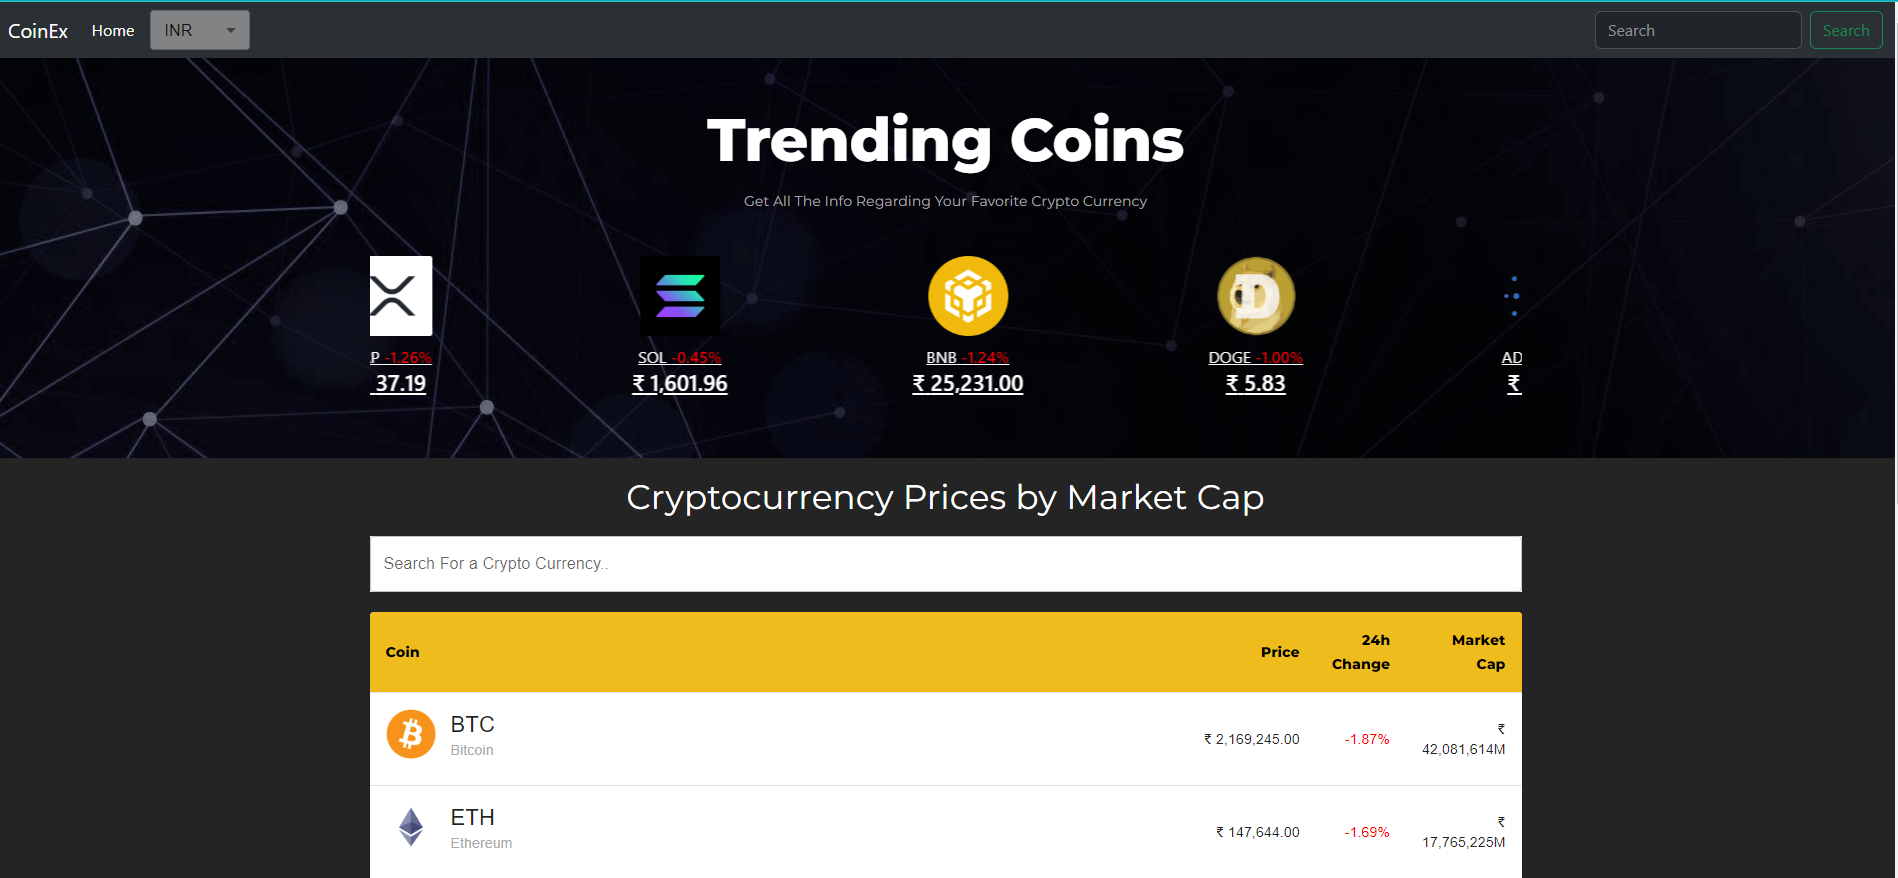 CoinEx Home INR Search Search
Trending Coins
Get All The Info Regarding Your Favorite Crypto Currency
P -1.26% SOL -0.45% BNB -1.24% DOGE -1.00% AD
37.19 ₹ 1,601.96 ₹ 25,231.00 ₹ 5.83 ₹
Cryptocurrency Prices by Market Cap
Search For a Crypto Currency..
Coin Price 24h Change Market Cap
BTC
Bitcoin
₹ 2,169,245.00 -1.87% ₹ 42,081,614M
ETH
Ethereum
₹ 147,644.00 -1.69% ₹ 17,765,225M